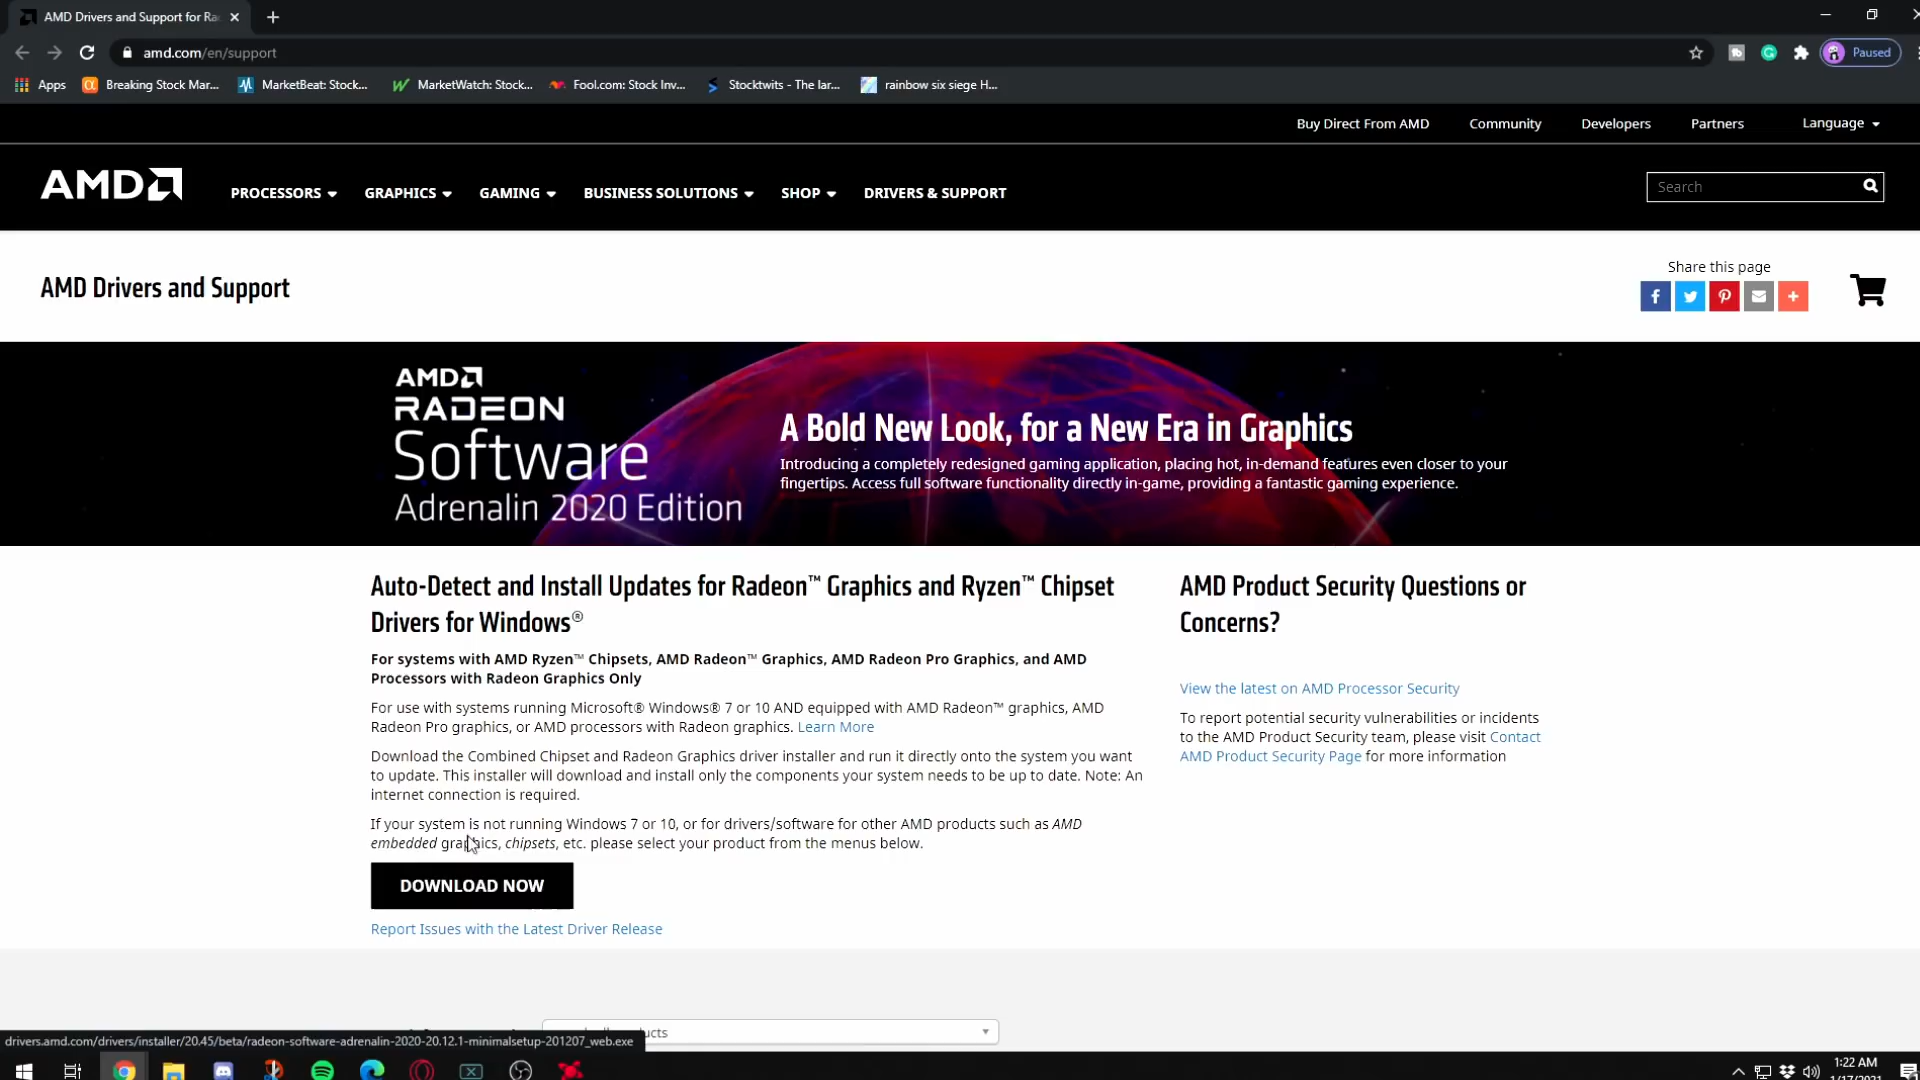 AMD Drivers and Support for Ra
amd.com/en/support
Paused
Apps
Breaking Stock Mar...
MarketBeat: Stock...
MarketWatch: Stock...
Fool.com: Stock Inv...
Stocktwits - The lar...
rainbow six siege H...
Buy Direct From AMD
Community
Developers
Partners
Language
AMD
PROCESSORS
GRAPHICS
GAMING
BUSINESS SOLUTIONS
SHOP
DRIVERS & SUPPORT
Search
AMD Drivers and Support
Share this page
AMD
RADEON
Software
Adrenalin 2020 Edition
A Bold New Look, for a New Era in Graphics
Introducing a completely redesigned gaming application, placing hot, in-demand features even closer to your
fingertips. Access full software functionality directly in-game, providing a fantastic gaming experience.
Auto-Detect and Install Updates for Radeon™ Graphics and Ryzen™ Chipset
Drivers for Windows®
For systems with AMD Ryzen™ Chipsets, AMD Radeon™ Graphics, AMD Radeon Pro Graphics, and AMD
Processors with Radeon Graphics Only
For use with systems running Microsoft® Windows® 7 or 10 AND equipped with AMD Radeon™ graphics, AMD
Radeon Pro graphics, or AMD processors with Radeon graphics. Learn More
Download the Combined Chipset and Radeon Graphics driver installer and run it directly onto the system you want
to update. This installer will download and install only the components your system needs to be up to date. Note: An
internet connection is required.
If your system is not running Windows 7 or 10, or for drivers/software for other AMD products such as AMD
embedded graphics, chipsets, etc. please select your product from the menus below.
DOWNLOAD NOW
Report Issues with the Latest Driver Release
AMD Product Security Questions or
Concerns?
View the latest on AMD Processor Security
To report potential security vulnerabilities or incidents
to the AMD Product Security team, please visit Contact
AMD Product Security Page for more information
drivers.amd.com/drivers/installer/20.45/beta/radeon-software-adrenalin-2020-20.12.1-minimalsetup-201207_web.exe
1:22 AM